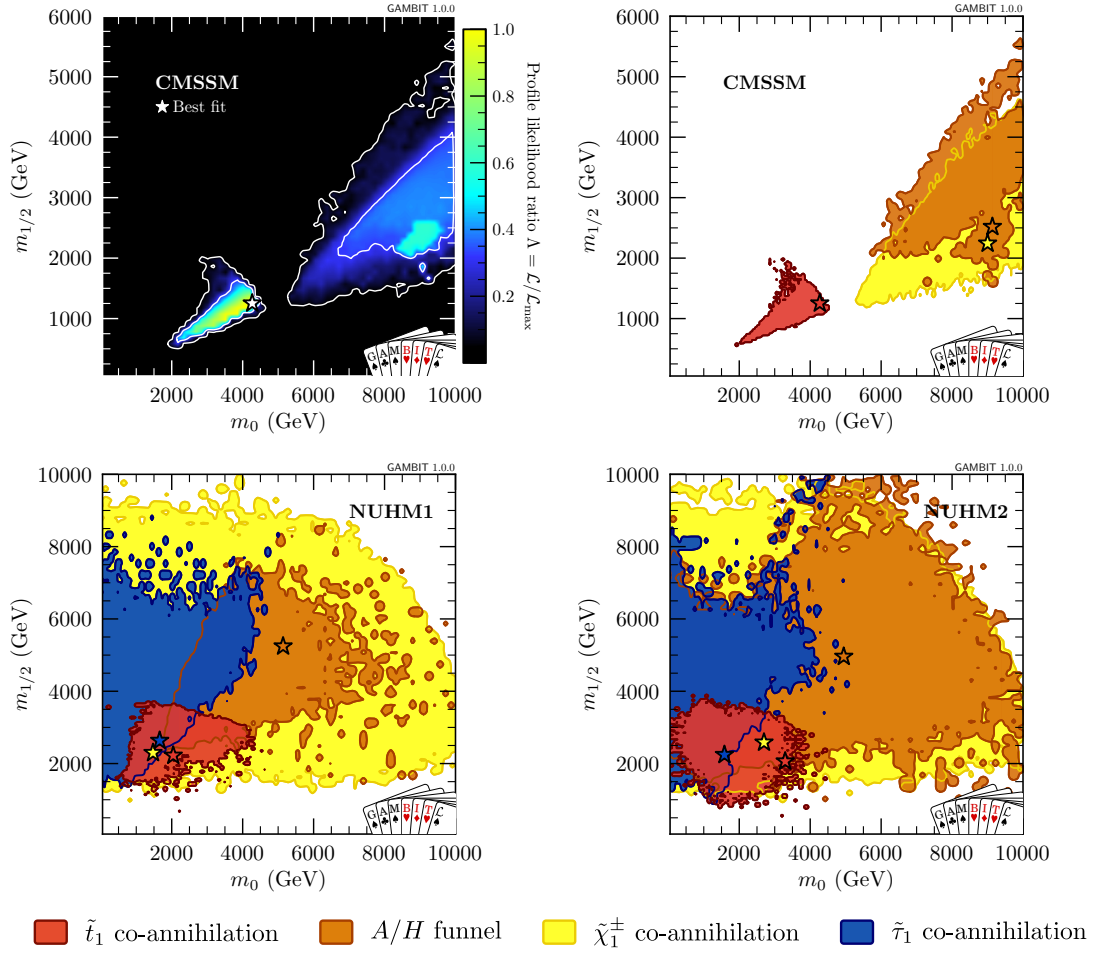 GAMBIT 1.0.0
6000
5000
4000
3000
2000
1000
m₁/₂ (GeV)
CMSSM
Best fit
2000 4000 6000 8000 10000
m₀ (GeV)
G A M B I T L
1.0
0.8
0.6
0.4
0.2
Profile likelihood ratio Λ = ℒ/ℒmax
GAMBIT 1.0.0
6000
5000
4000
3000
2000
1000
m₁/₂ (GeV)
CMSSM
2000 4000 6000 8000 10000
m₀ (GeV)
G A M B I T L
GAMBIT 1.0.0
10000
8000
6000
4000
2000
m₁/₂ (GeV)
NUHM1
2000 4000 6000 8000 10000
m₀ (GeV)
G A M B I T L
GAMBIT 1.0.0
10000
8000
6000
4000
2000
m₁/₂ (GeV)
NUHM2
2000 4000 6000 8000 10000
m₀ (GeV)
G A M B I T L
t̃₁ co-annihilation A/H funnel χ̃₁± co-annihilation τ̃₁ co-annihilation